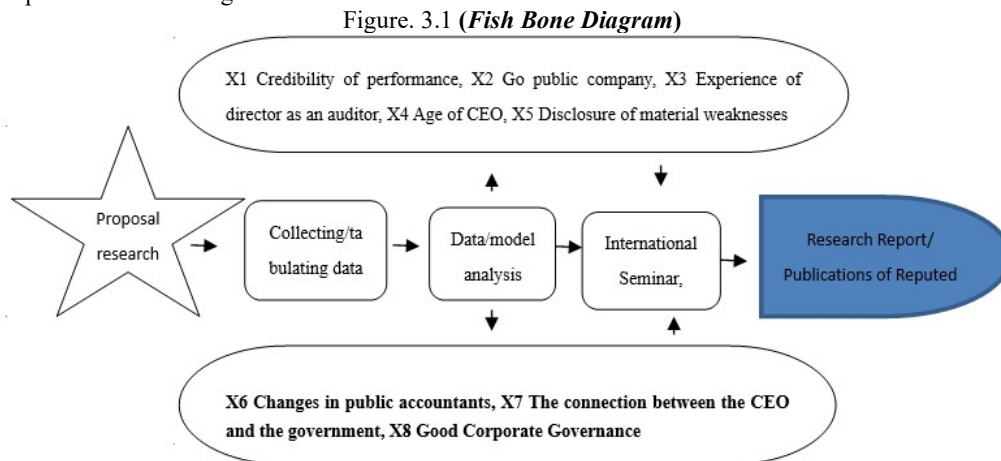 Figure. 3.1 (Fish Bone Diagram)
X1 Credibility of performance, X2 Go public company, X3 Experience of
director as an auditor, X4 Age of CEO, X5 Disclosure of material weaknesses
Proposal
research
Collecting/ta
bulating data
Data/model
analysis
International
Seminar,
Research Report/
Publications of Reputed
X6 Changes in public accountants, X7 The connection between the CEO
and the government, X8 Good Corporate Governance